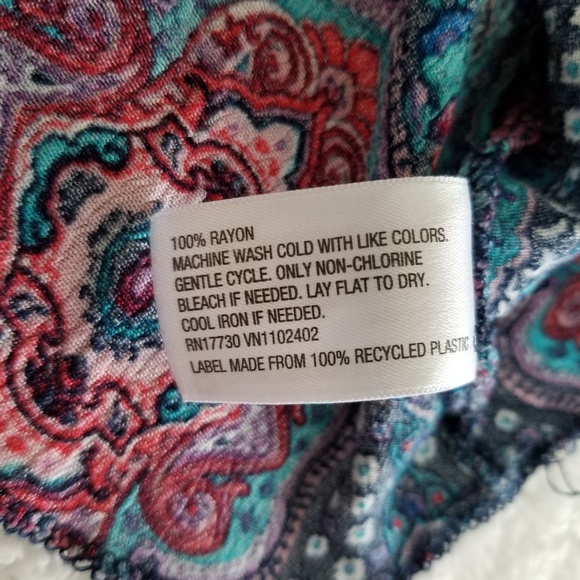 100% RAYON
MACHINE WASH COLD WITH LIKE COLORS.
GENTLE CYCLE. ONLY NON-CHLORINE
BLEACH IF NEEDED. LAY FLAT TO DRY.
COOL IRON IF NEEDED.
RN17730 VN1102402
LABEL MADE FROM 100% RECYCLED PLASTIC